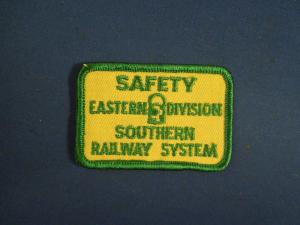 SAFETY
EASTERN DIVISION
SOUTHERN
RAILWAY SYSTEM